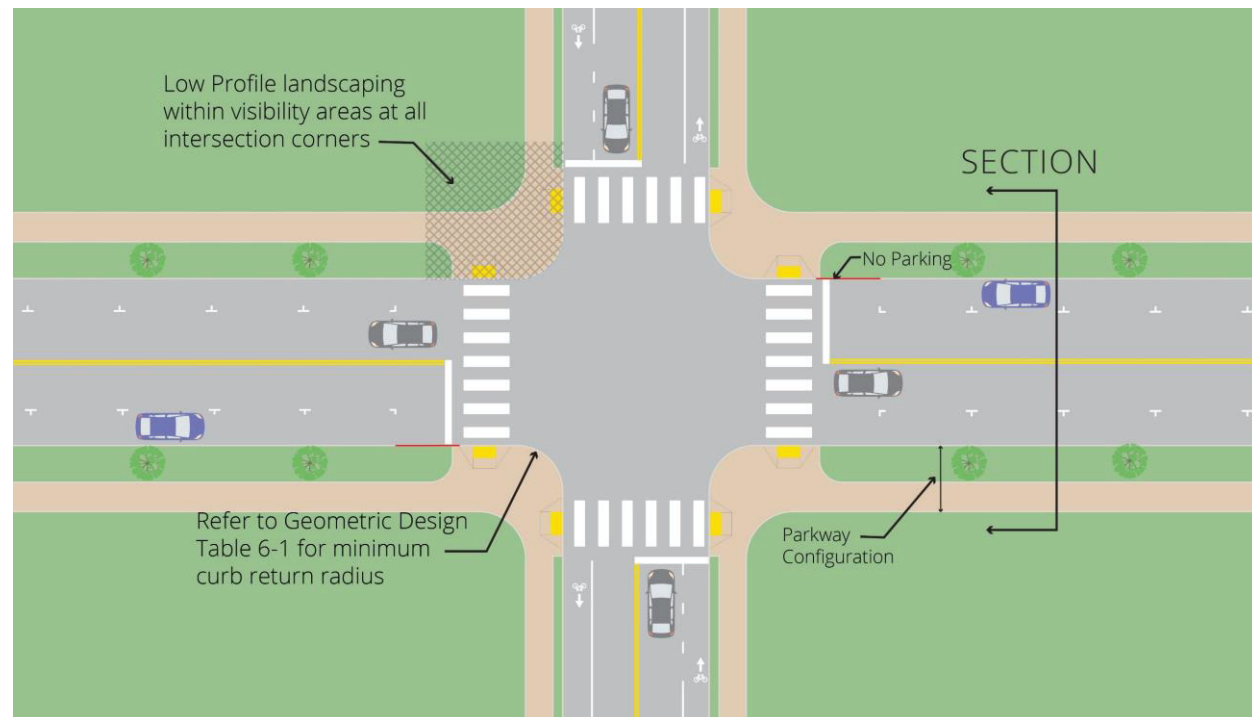 Low Profile landscaping
within visibility areas at all
intersection corners
SECTION
No Parking
Refer to Geometric Design
Table 6-1 for minimum
curb return radius
Parkway
Configuration